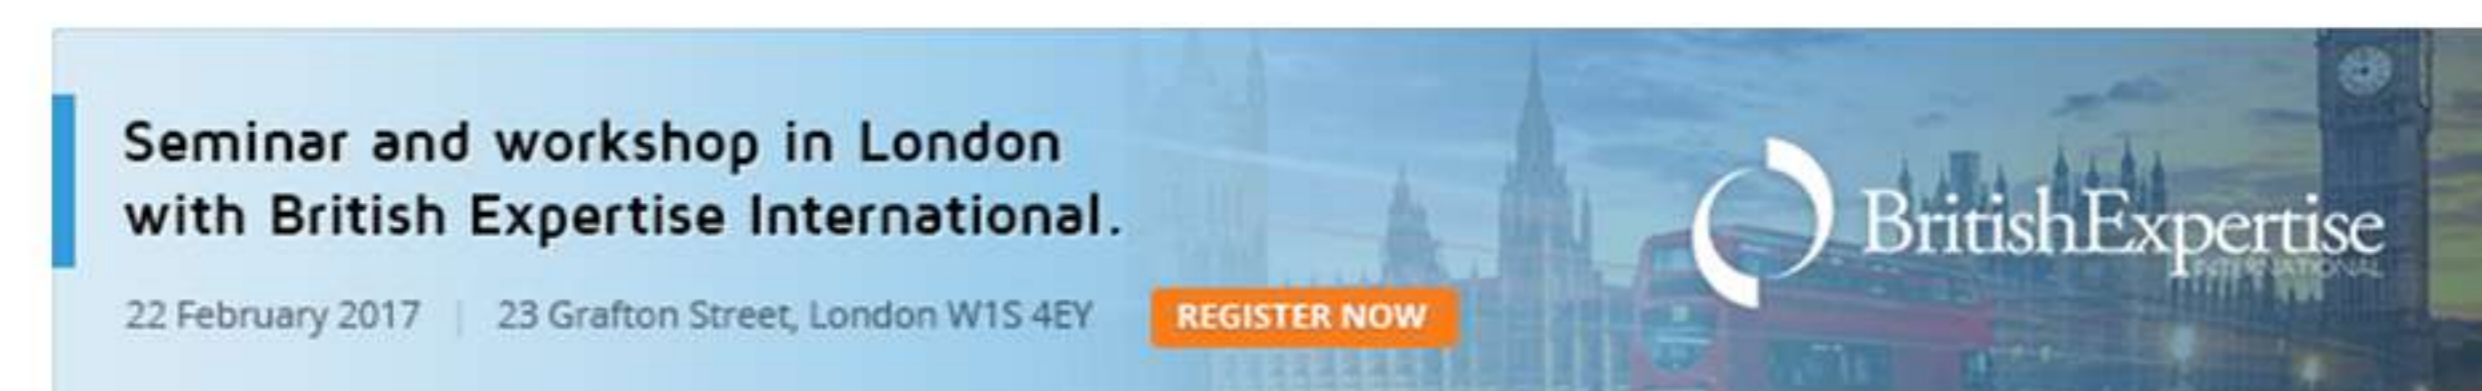 Seminar and workshop in London
with British Expertise International.
22 February 2017 | 23 Grafton Street, London W1S 4EY
REGISTER NOW
BritishExpertise
INTERNATIONAL